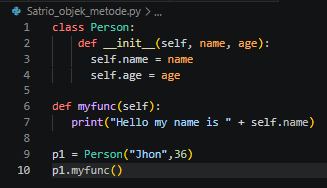 Satrio_objek_metode.py > ...
1 class Person:
2     def __init__(self, name, age):
3       self.name = name
4       self.age = age
5
6 def myfunc(self):
7    print("Hello my name is " + self.name)
8
9 p1 = Person("Jhon",36)
10 p1.myfunc()